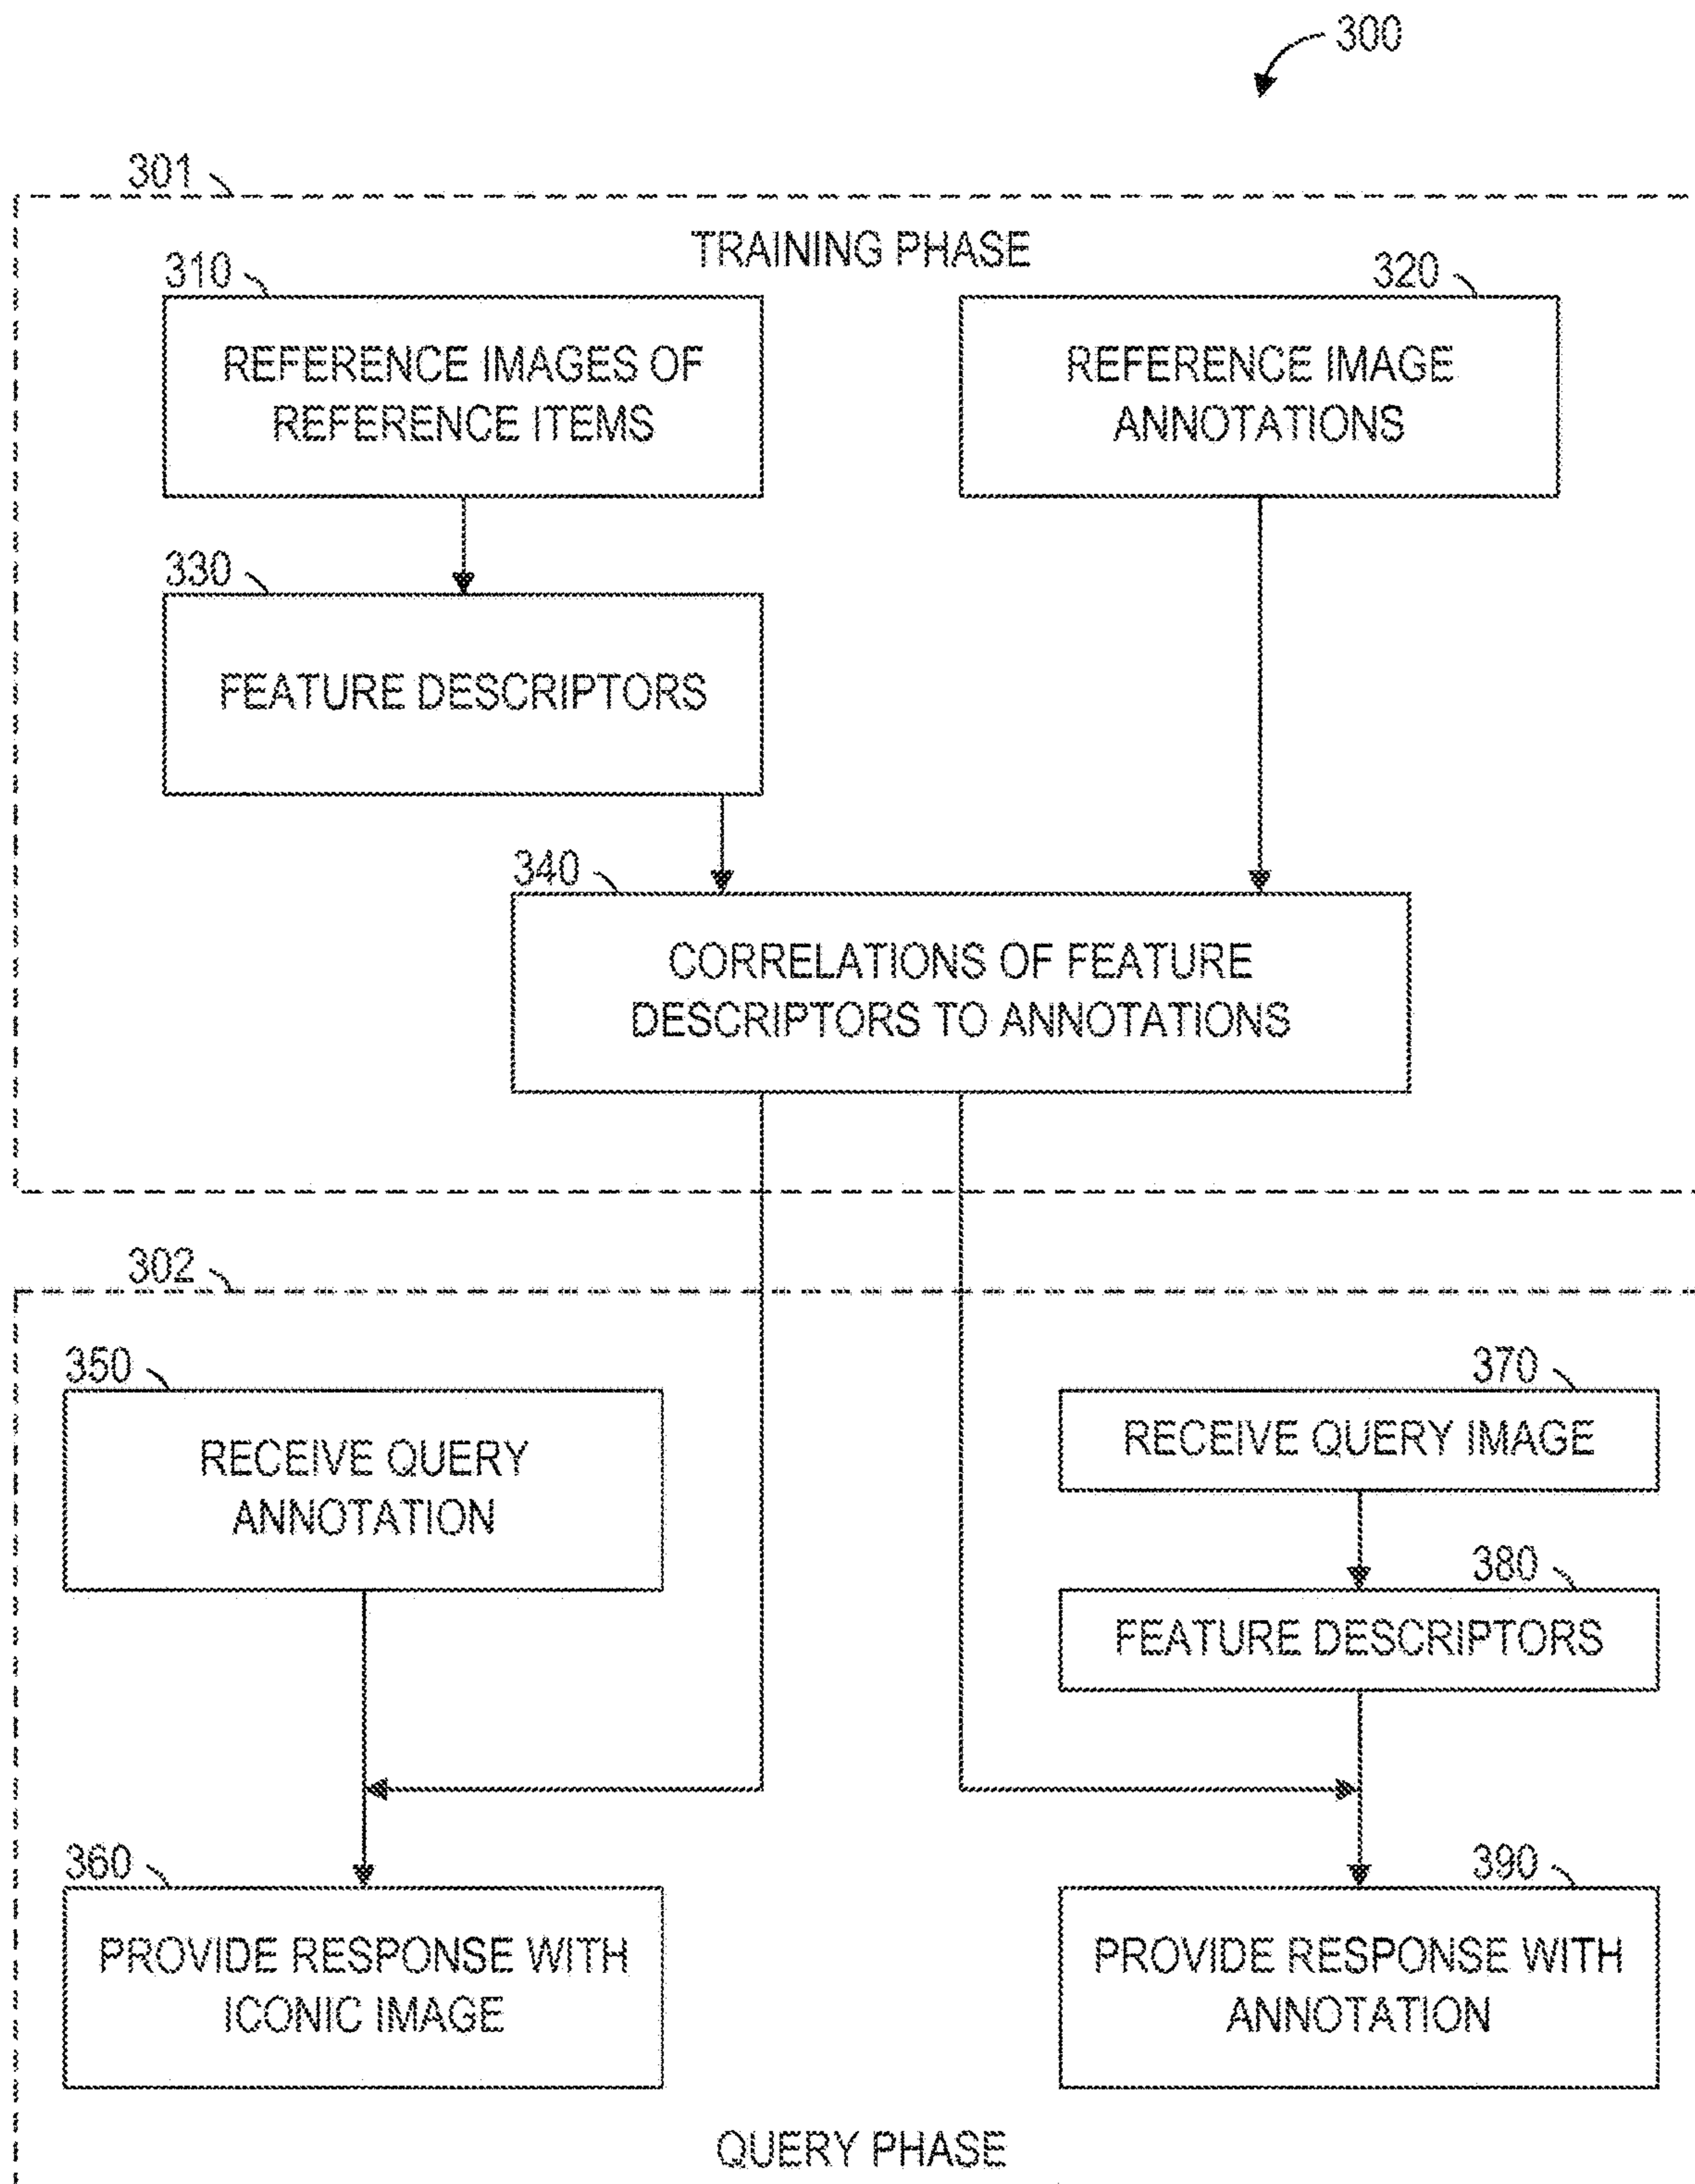 300
301
TRAINING PHASE
310
REFERENCE IMAGES OF
REFERENCE ITEMS
320
REFERENCE IMAGE
ANNOTATIONS
330
FEATURE DESCRIPTORS
340
CORRELATIONS OF FEATURE
DESCRIPTORS TO ANNOTATIONS
302
350
RECEIVE QUERY
ANNOTATION
370
RECEIVE QUERY IMAGE
380
FEATURE DESCRIPTORS
360
PROVIDE RESPONSE WITH
ICONIC IMAGE
390
PROVIDE RESPONSE WITH
ANNOTATION
QUERY PHASE